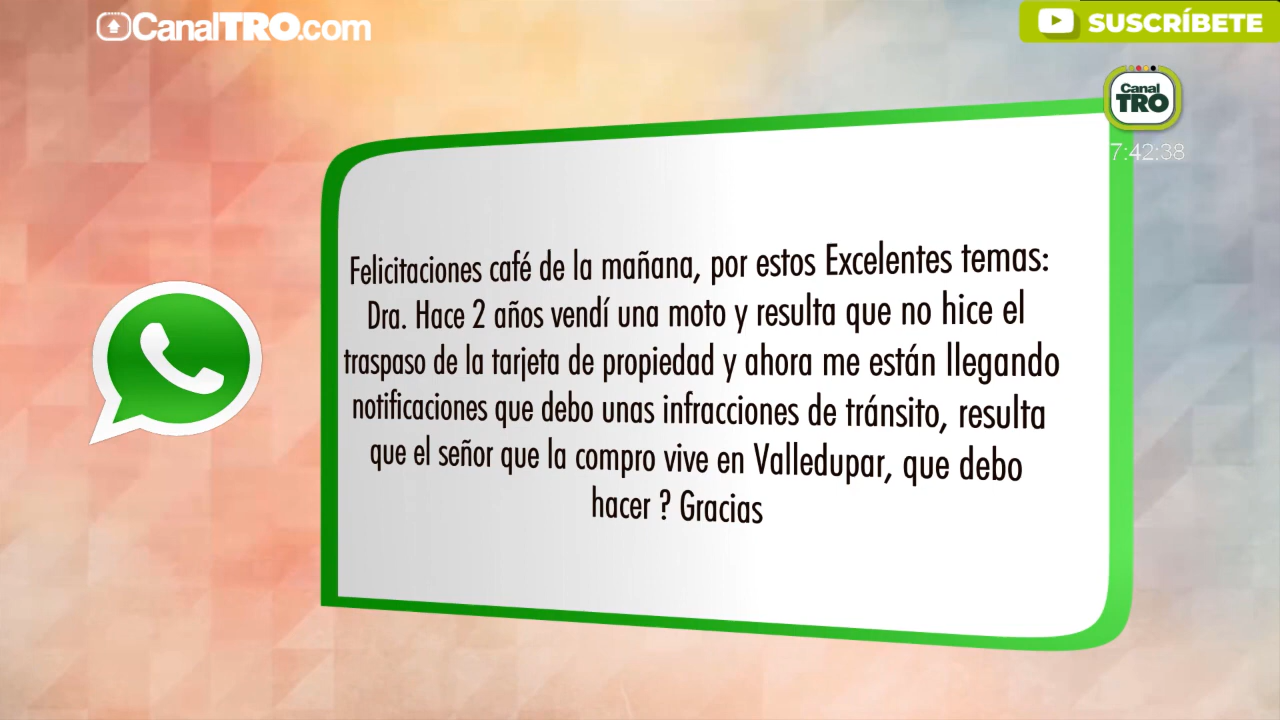 CanalTRO.com
SUSCRÍBETE
Canal
TRO
7:42:38
Felicitaciones café de la mañana, por estos Excelentes temas:
Dra. Hace 2 años vendí una moto y resulta que no hice el
traspaso de la tarjeta de propiedad y ahora me están llegando
notificaciones que debo unas infracciones de tránsito, resulta
que el señor que la compro vive en Valledupar, que debo
hacer ? Gracias